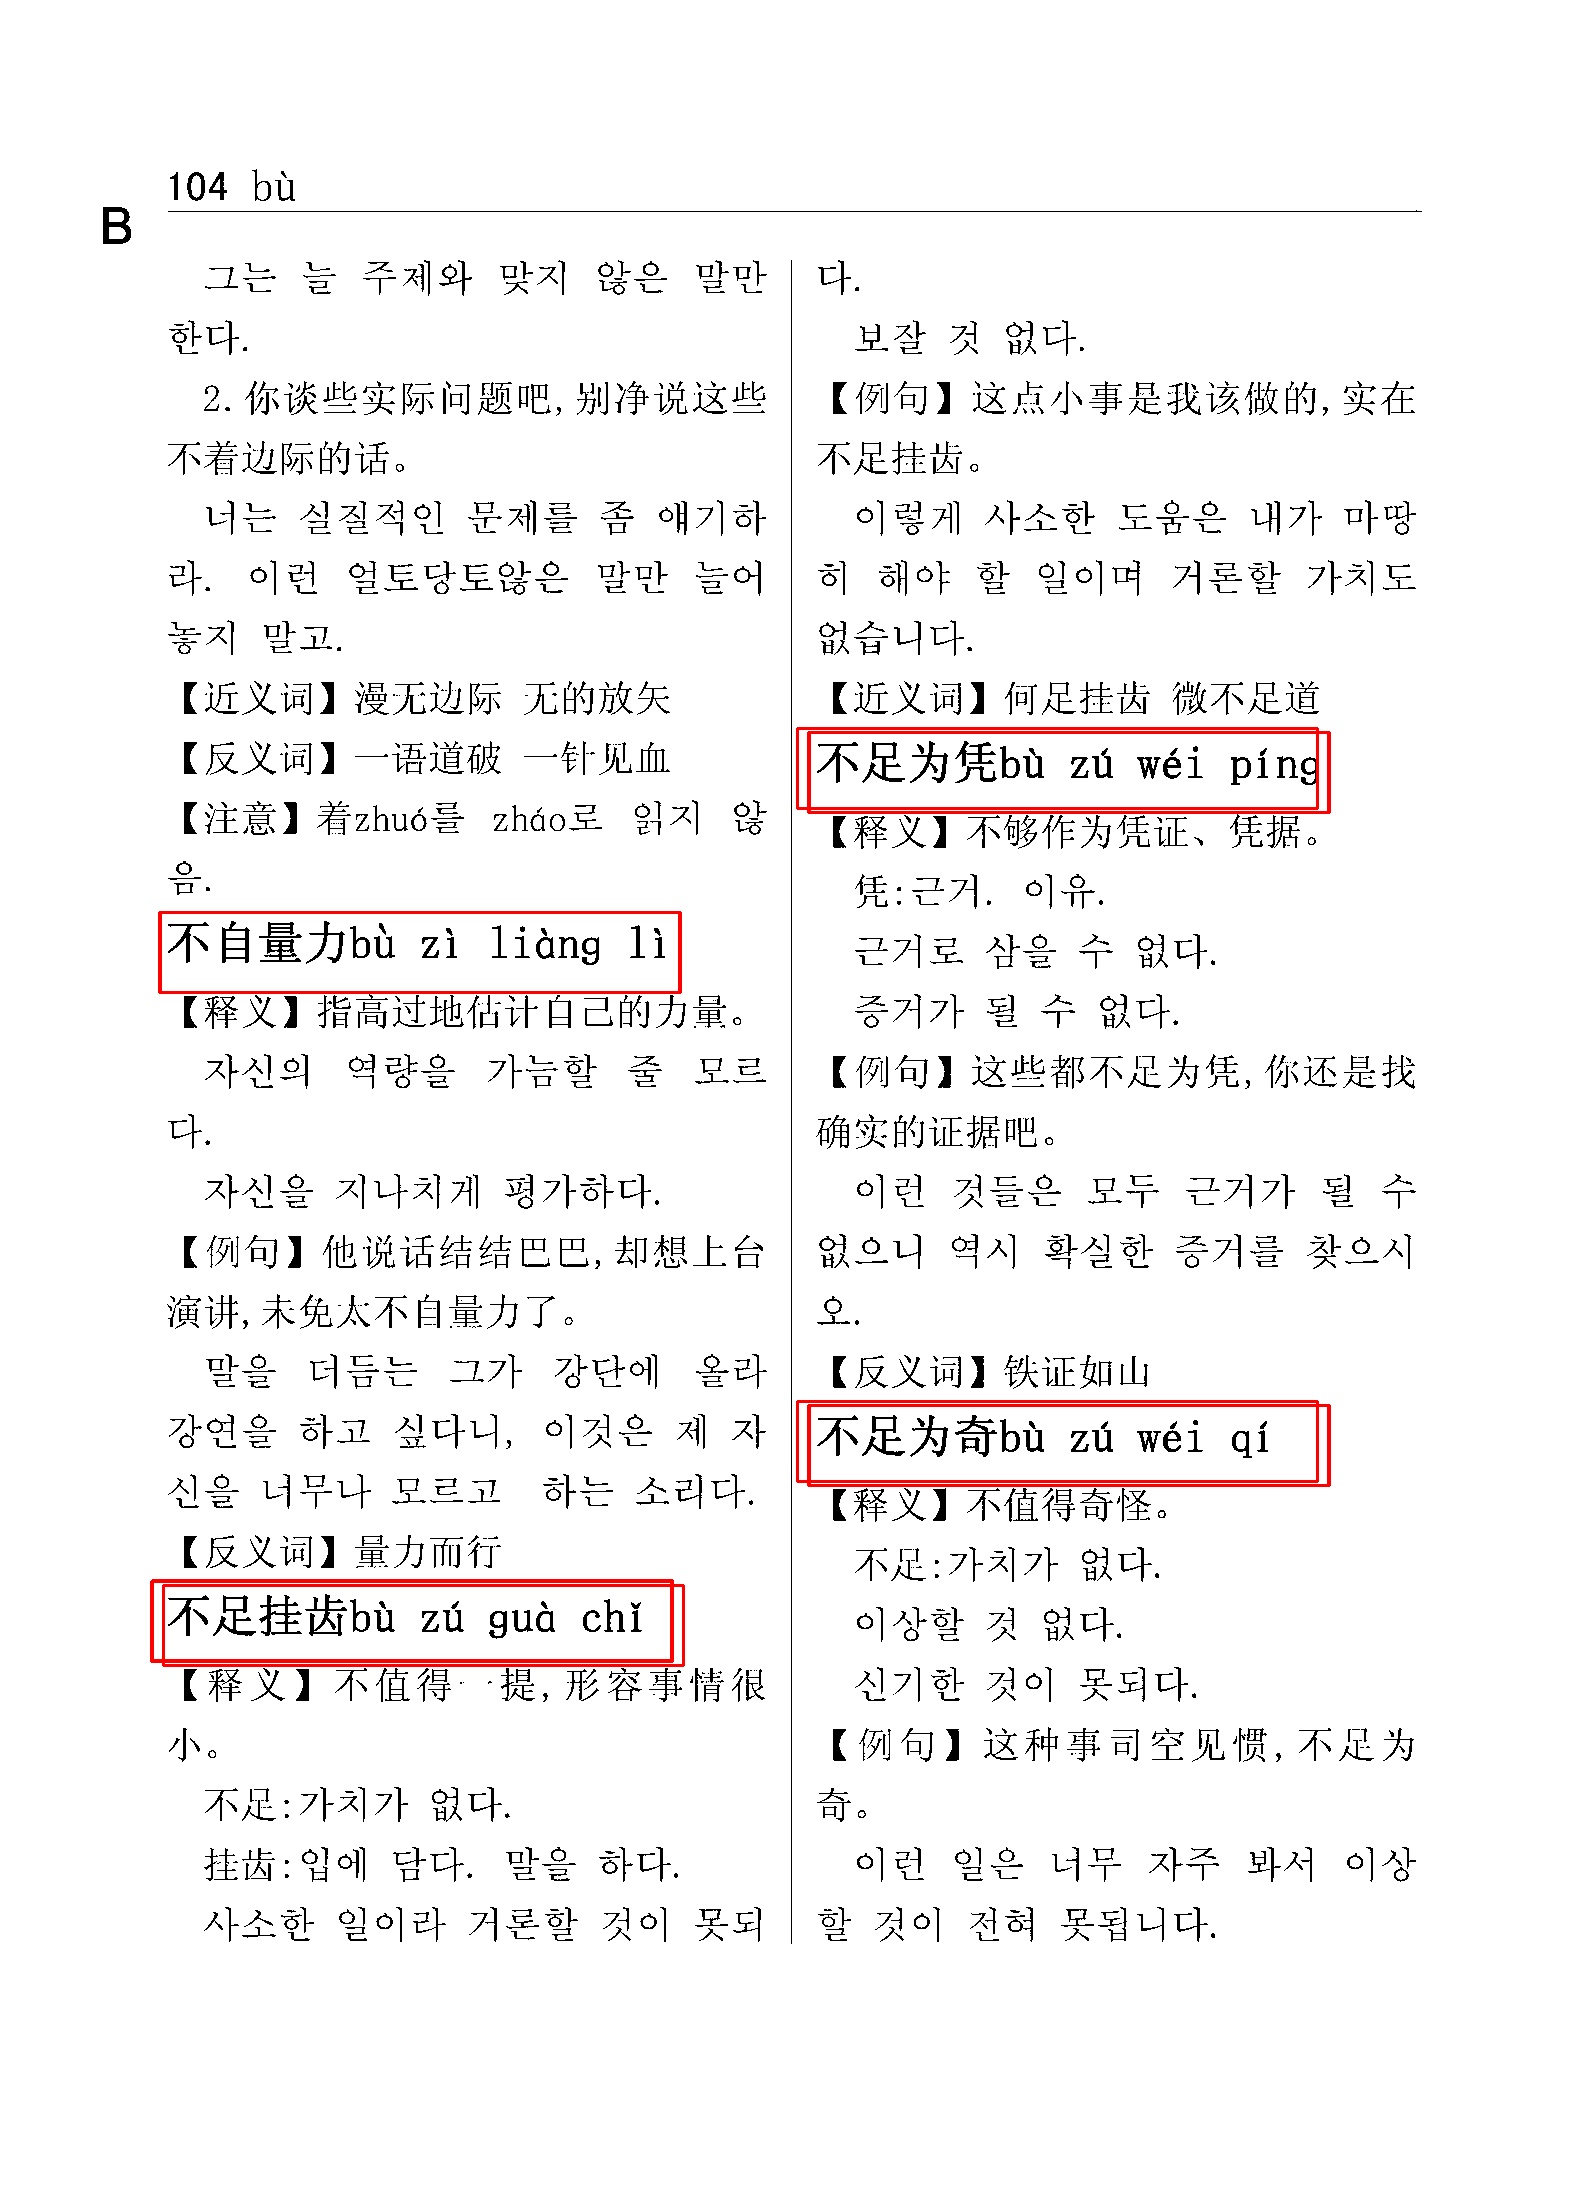 104 bù
B
그는 늘 주제와 맞지 않은 말만
한다.
2.你谈些实际问题吧,别净说这些
不着边际的话。
너는 실질적인 문제를 좀 얘기하
라. 이런 얼토당토않은 말만 늘어
놓지 말고.
【近义词】漫无边际 无的放矢
【反义词】一语道破 一针见血
【注意】着zhuó를 zháo로 읽지 않
음.
不自量力bù zì liàng lì
【释义】指高过地估计自己的力量。
자신의 역량을 가늠할 줄 모르
다.
자신을 지나치게 평가하다.
【例句】他说话结结巴巴,却想上台
演讲,未免太不自量力了。
말을 더듬는 그가 강단에 올라
강연을 하고 싶다니, 이것은 제 자
신을 너무나 모르고 하는 소리다.
【反义词】量力而行
不足挂齿bù zú guà chǐ
【释义】不值得一提,形容事情很
小。
不足:가치가 없다.
挂齿:입에 담다. 말을 하다.
사소한 일이라 거론할 것이 못되
다.
보잘 것 없다.
【例句】这点小事是我该做的,实在
不足挂齿。
이렇게 사소한 도움은 내가 마땅
히 해야 할 일이며 거론할 가치도
없습니다.
【近义词】何足挂齿 微不足道
不足为凭bù zú wéi píng
【释义】不够作为凭证、凭据。
凭:근거. 이유.
근거로 삼을 수 없다.
증거가 될 수 없다.
【例句】这些都不足为凭,你还是找
确实的证据吧。
이런 것들은 모두 근거가 될 수
없으니 역시 확실한 증거를 찾으시
오.
【反义词】铁证如山
不足为奇bù zú wéi qí
【释义】不值得奇怪。
不足:가치가 없다.
이상할 것 없다.
신기한 것이 못되다.
【例句】这种事司空见惯,不足为
奇。
이런 일은 너무 자주 봐서 이상
할 것이 전혀 못됩니다.